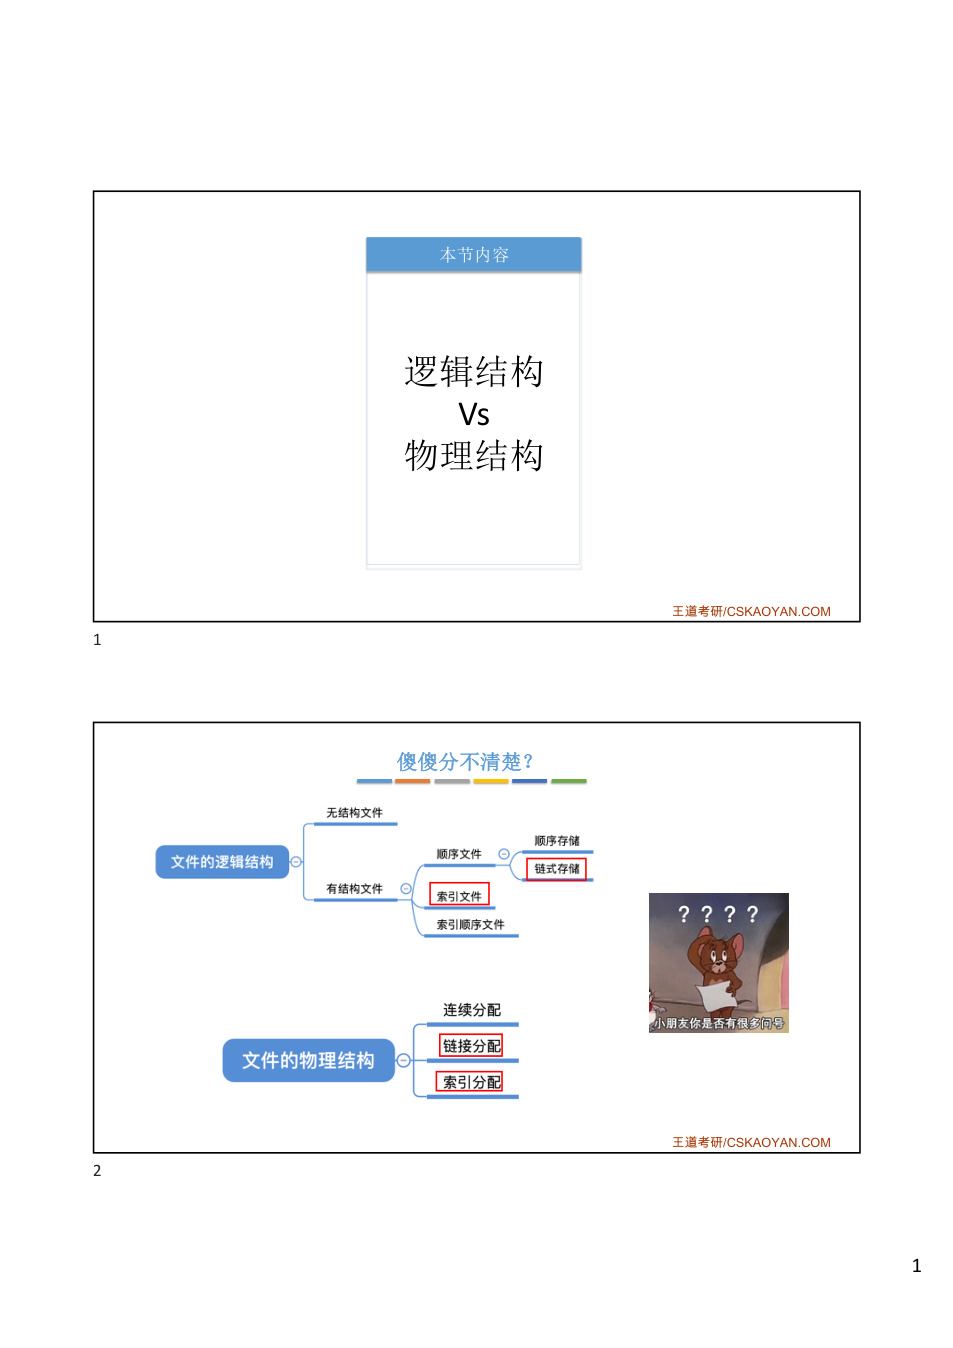 本节内容
逻辑结构
Vs
物理结构
王道考研/CSKAOYAN.COM
1
傻傻分不清楚？
无结构文件
文件的逻辑结构
有结构文件
顺序文件
顺序存储
链式存储
索引文件
索引顺序文件
？？？？
小朋友你是否有很多问号
连续分配
文件的物理结构
链接分配
索引分配
王道考研/CSKAOYAN.COM
2
1